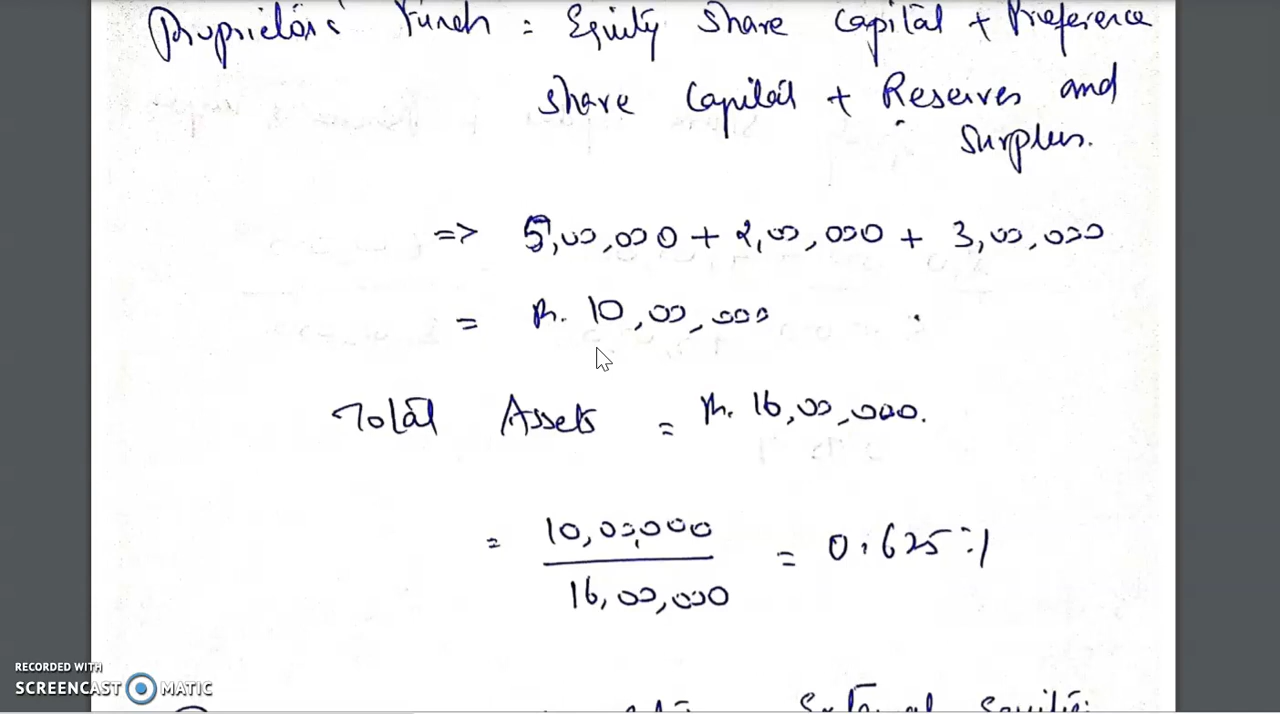 Proprietors' Funds = Equity Share Capital + Preference
Share Capital + Reserves and
Surplus.
=> 5,00,000 + 2,00,000 + 3,00,000
= Rs. 10,00,000
Total Assets = Rs. 16,00,000.
= 10,00,000
16,00,000
= 0.625:1
External Equities
RECORDED WITH
SCREENCAST MATIC